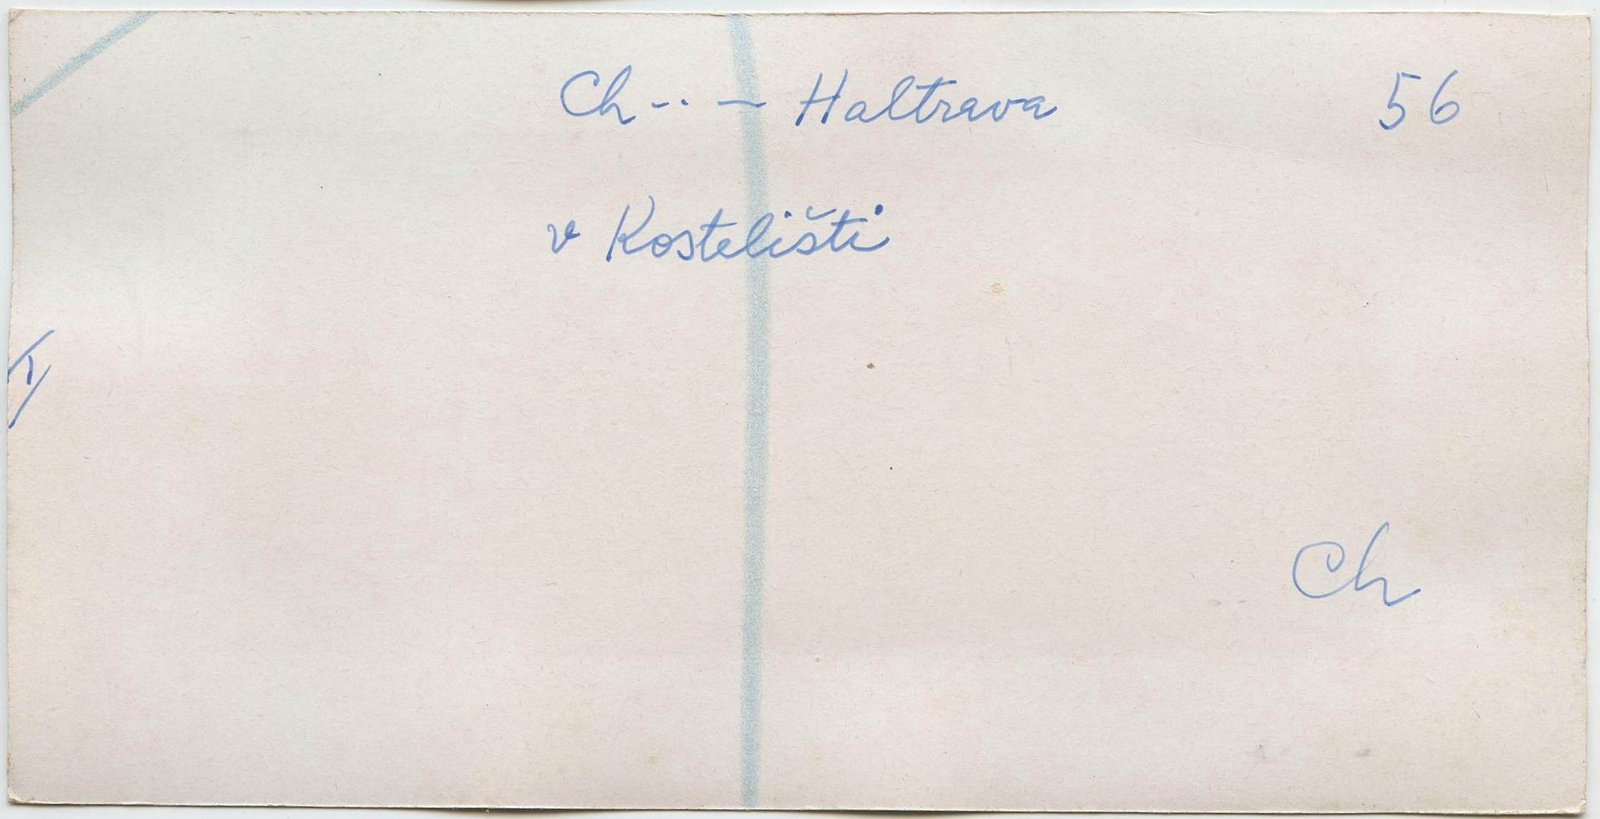 Ch-·- — Haltrava 56
v Kostelišti
Ch